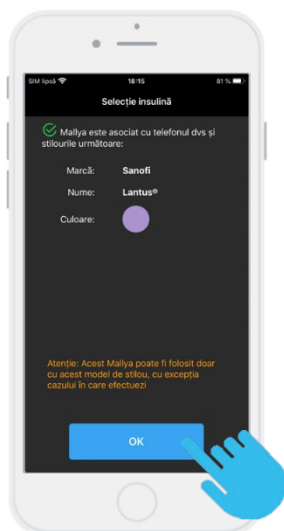 SIM lipsă 18:15 81 %
Selecție insulină
Mallya este asociat cu telefonul dvs și
stilourile următoare:
Marcă: Sanofi
Nume: Lantus®
Culoare:
Atenție: Acest Mallya poate fi folosit doar
cu acest model de stilou, cu excepția
cazului în care efectuezi
OK